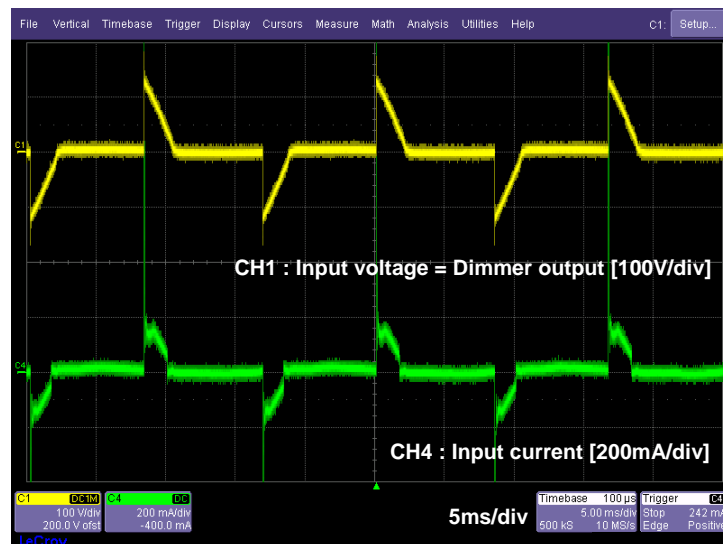 File Vertical Timebase Trigger Display Cursors Measure Math Analysis Utilities Help C1: Setup...
C1
CH1 : Input voltage = Dimmer output [100V/div]
C4
CH4 : Input current [200mA/div]
5ms/div
C1 DC1M
100 V/div
200.0 V ofst
C4 DC
200 mA/div
-400.0 mA
Timebase 100 µs
5.00 ms/div
500 kS 10 MS/s
Trigger C4
Stop 242 mA
Edge Positive
LeCroy